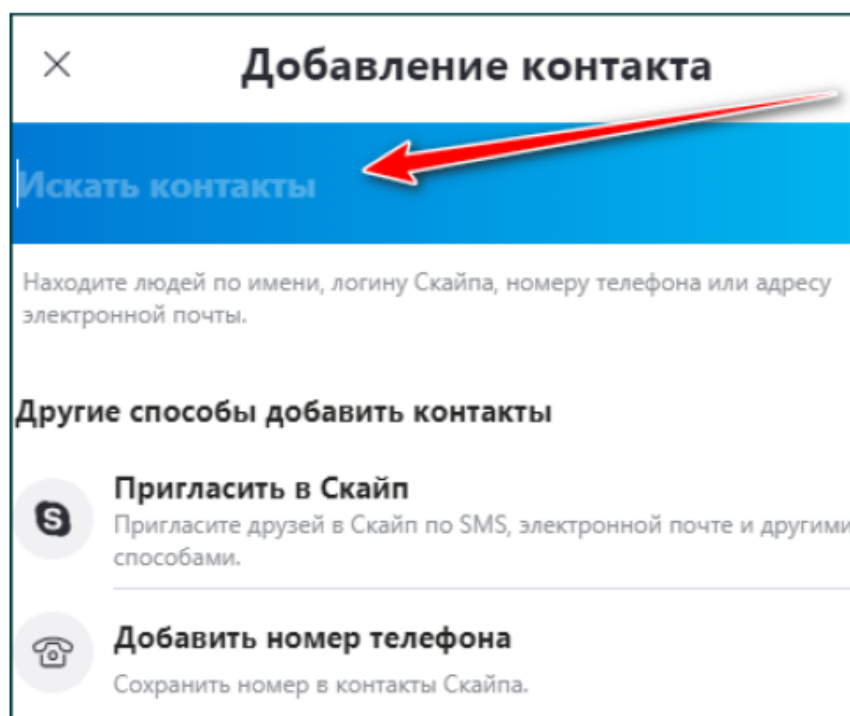 Добавление контакта
Искать контакты
Находите людей по имени, логину Скайпа, номеру телефона или адресу
электронной почты.
Другие способы добавить контакты
Пригласить в Скайп
Пригласите друзей в Скайп по SMS, электронной почте и другими
способами.
Добавить номер телефона
Сохранить номер в контакты Скайпа.